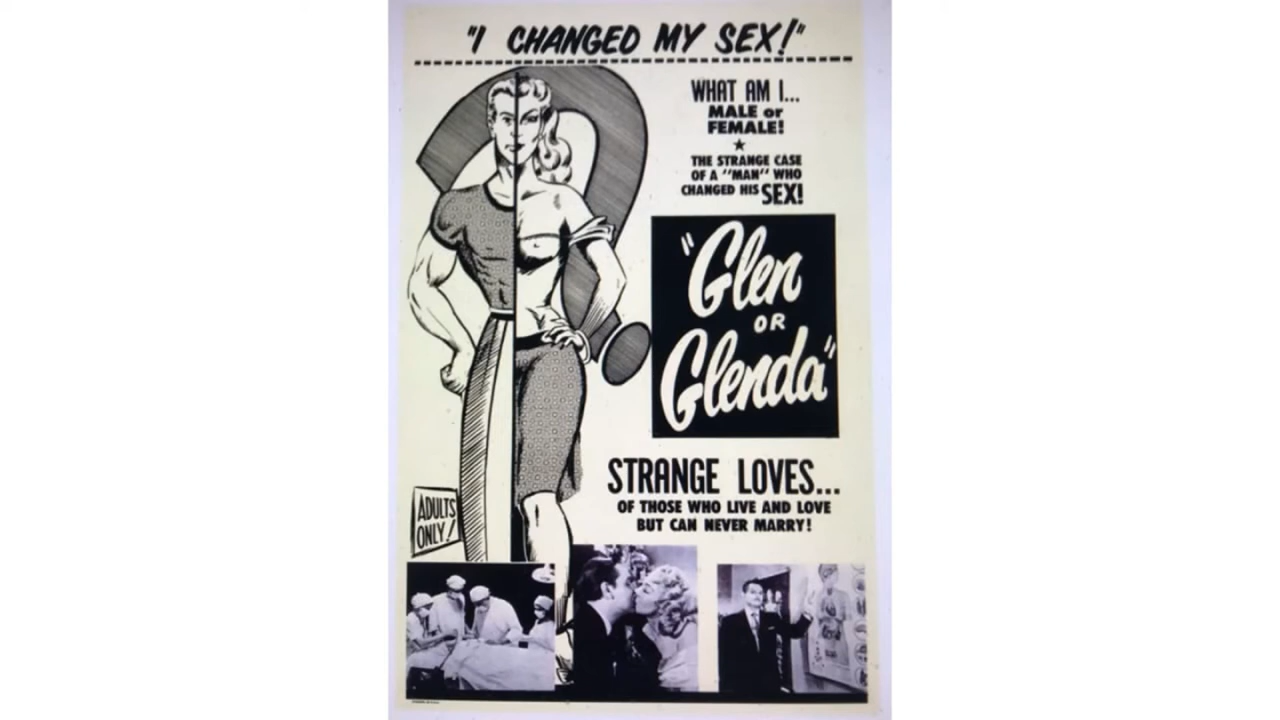 "I CHANGED MY SEX!"
WHAT AM I...
MALE or
FEMALE!
THE STRANGE CASE
OF A "MAN" WHO
CHANGED HIS SEX!
"Glen
OR
Glenda"
STRANGE LOVES...
OF THOSE WHO LIVE AND LOVE
BUT CAN NEVER MARRY!
ADULTS
ONLY!